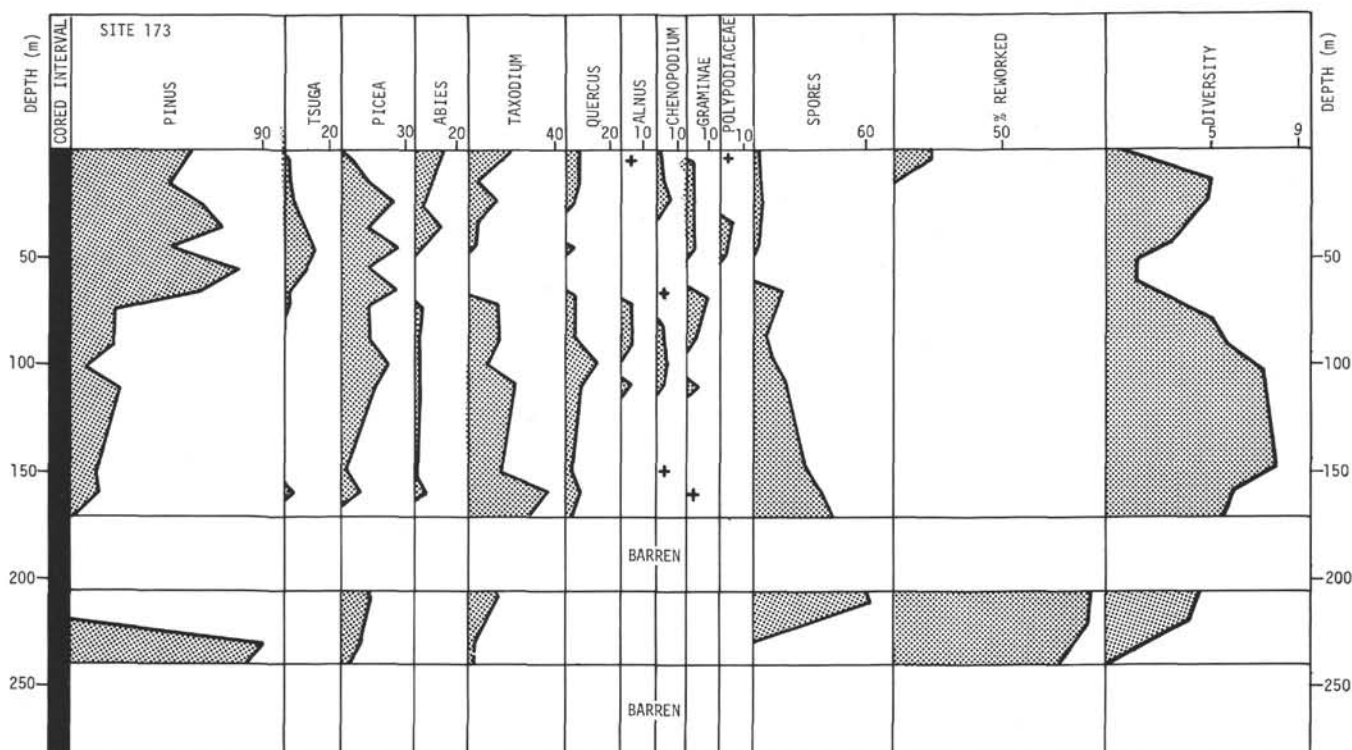 SITE 173
DEPTH (m)
CORED INTERVAL
PINUS
TSUGA
PICEA
ABIES
TAXODIUM
QUERCUS
ALNUS
CHENOPODIUM
GRAMINAE
POLYPODIACEAE
SPORES
% REWORKED
DIVERSITY
DEPTH (m)
90 20 30 20 40 20 10 10 10 10 60 50 5 9
+ +
50 50
+
100 100
150 + 150
+
BARREN
200 200
250 250
BARREN